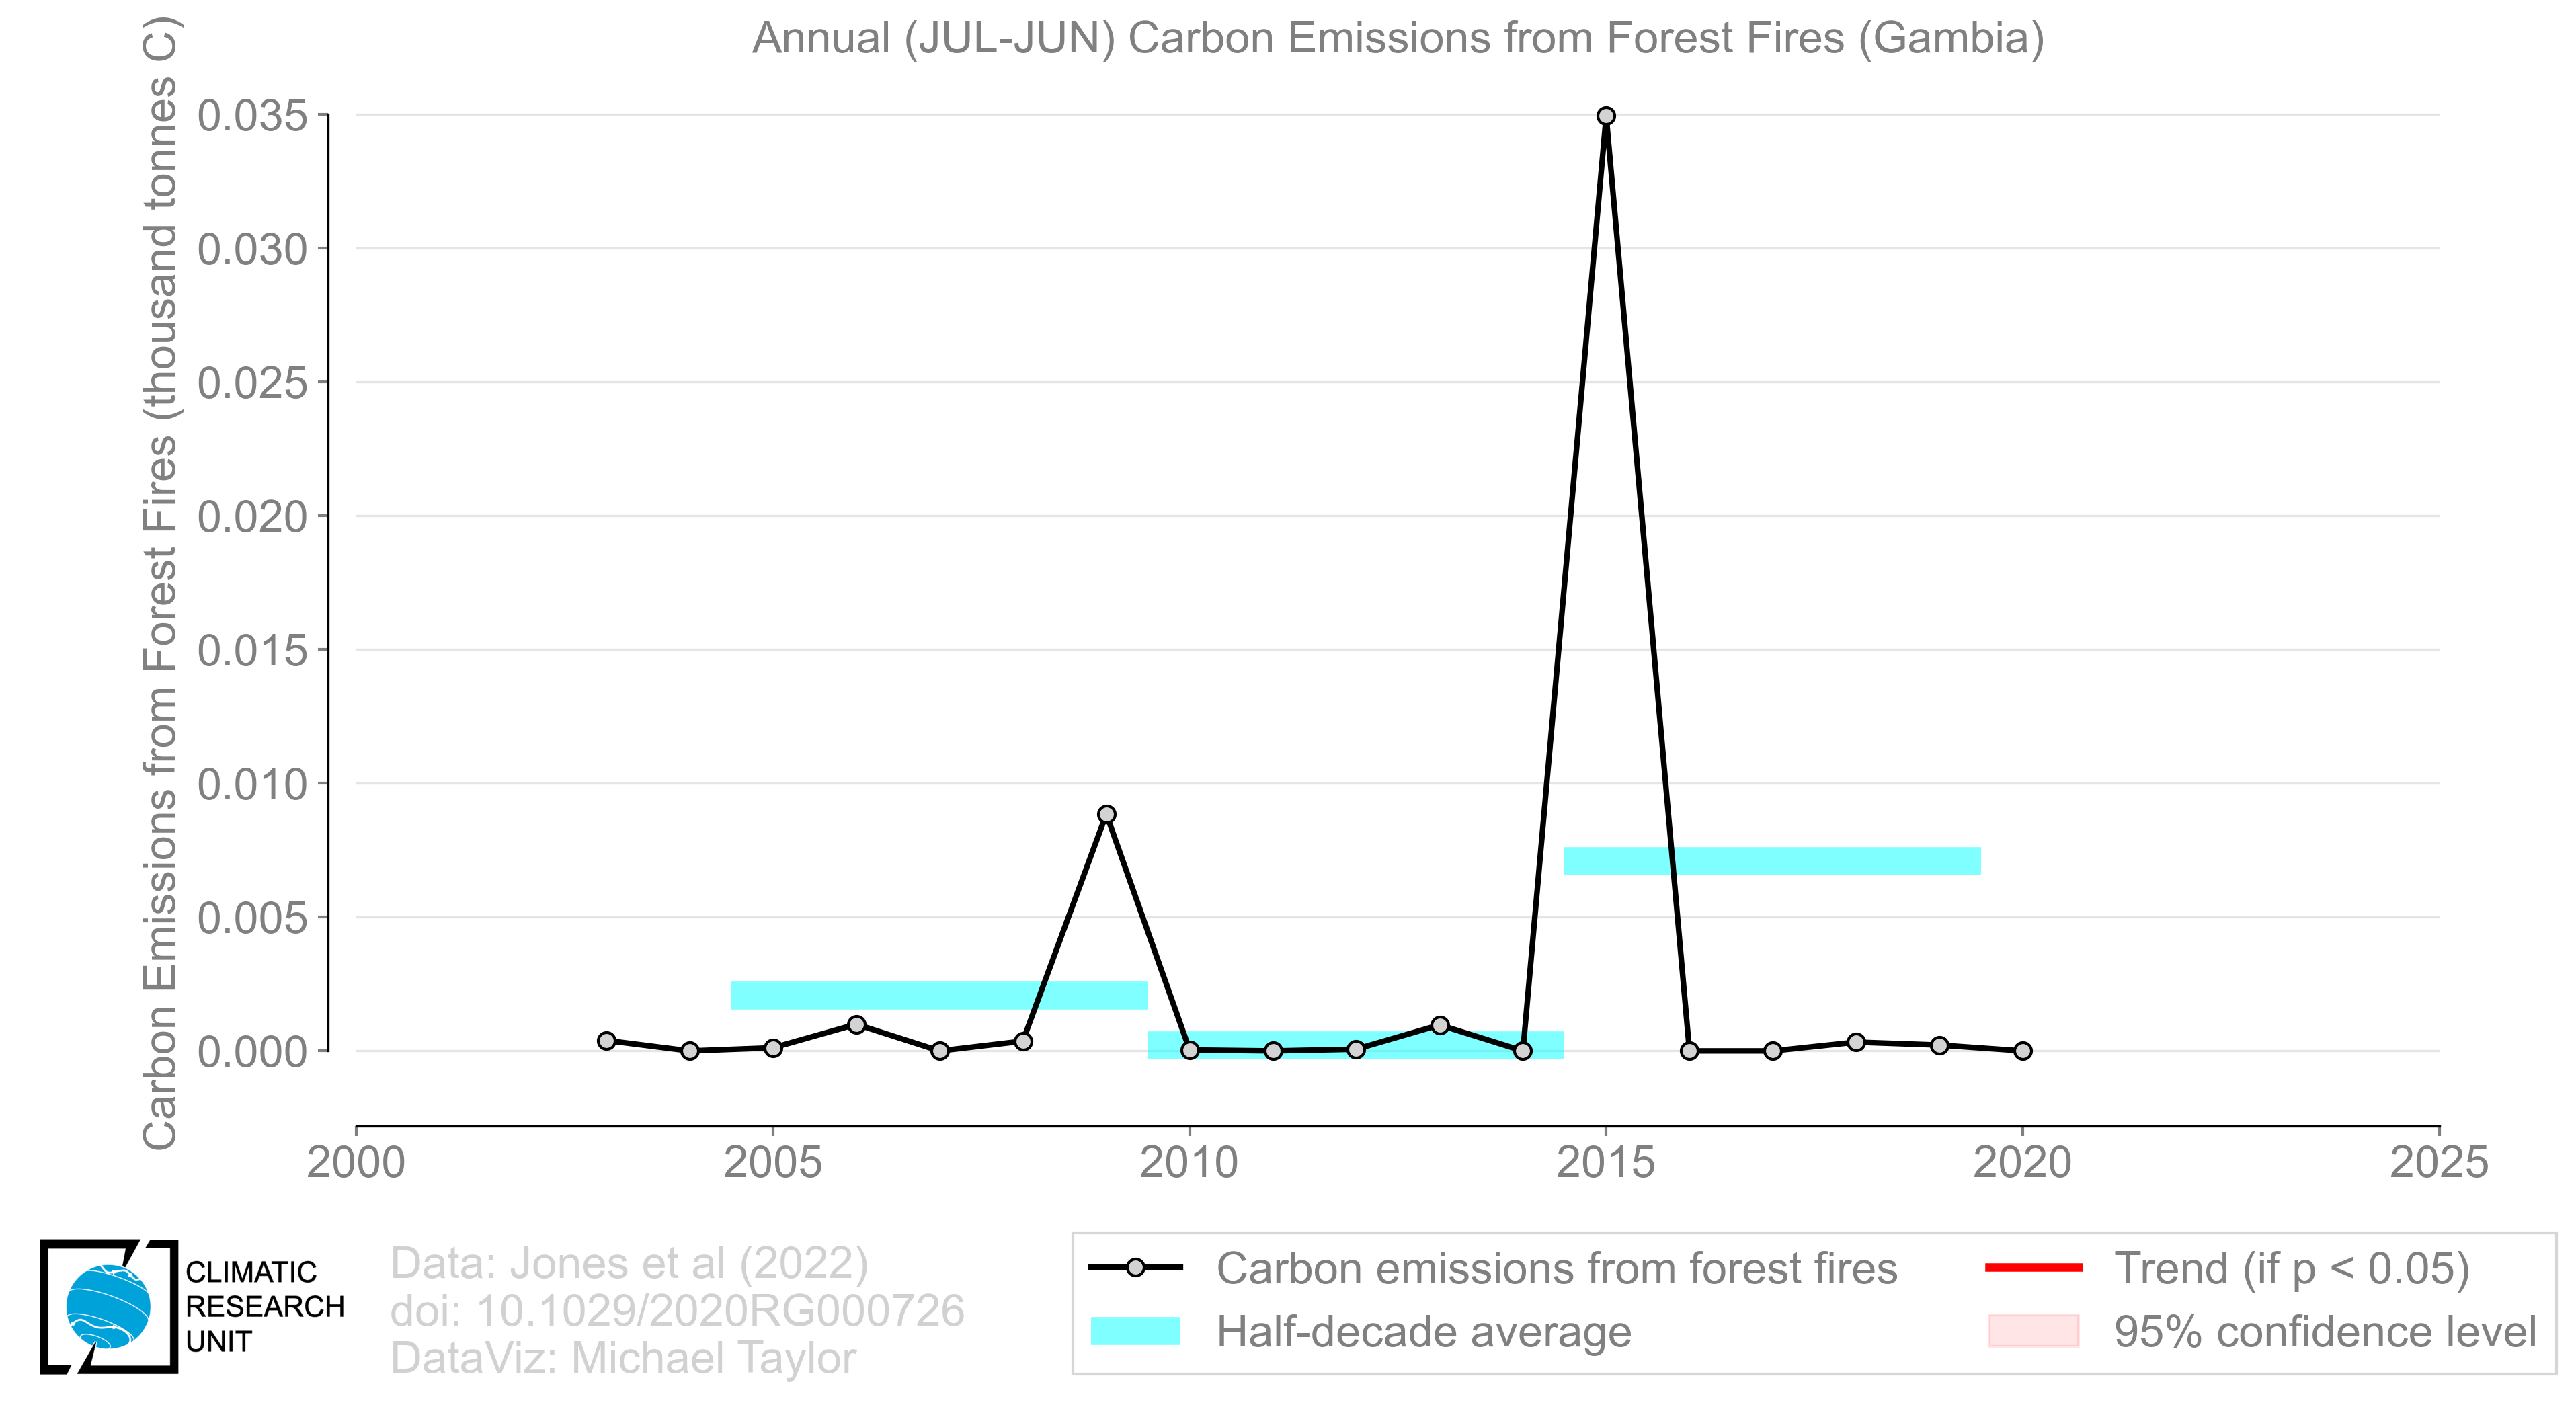 Annual (JUL-JUN) Carbon Emissions from Forest Fires (Gambia)
Carbon Emissions from Forest Fires (thousand tonnes C)
0.035
0.030
0.025
0.020
0.015
0.010
0.005
0.000
2000
2005
2010
2015
2020
2025
CLIMATIC
RESEARCH
UNIT
Data: Jones et al (2022)
doi: 10.1029/2020RG000726
DataViz: Michael Taylor
Carbon emissions from forest fires
Half-decade average
Trend (if p < 0.05)
95% confidence level